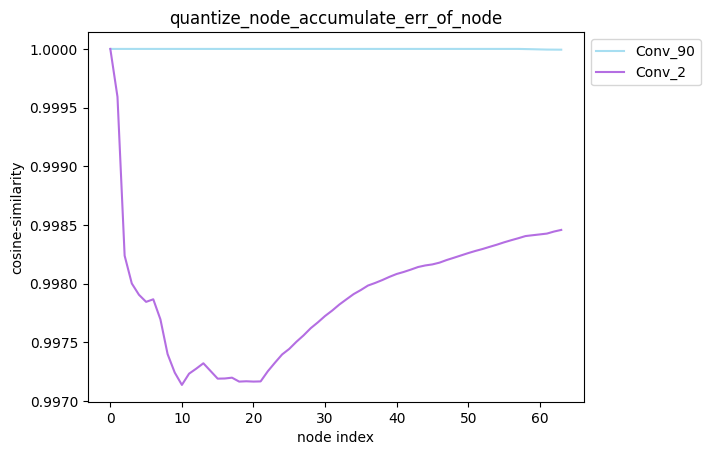 quantize_node_accumulate_err_of_node
1.0000
0.9995
0.9990
0.9985
0.9980
0.9975
0.9970
cosine-similarity
0 10 20 30 40 50 60
node index
Conv_90
Conv_2